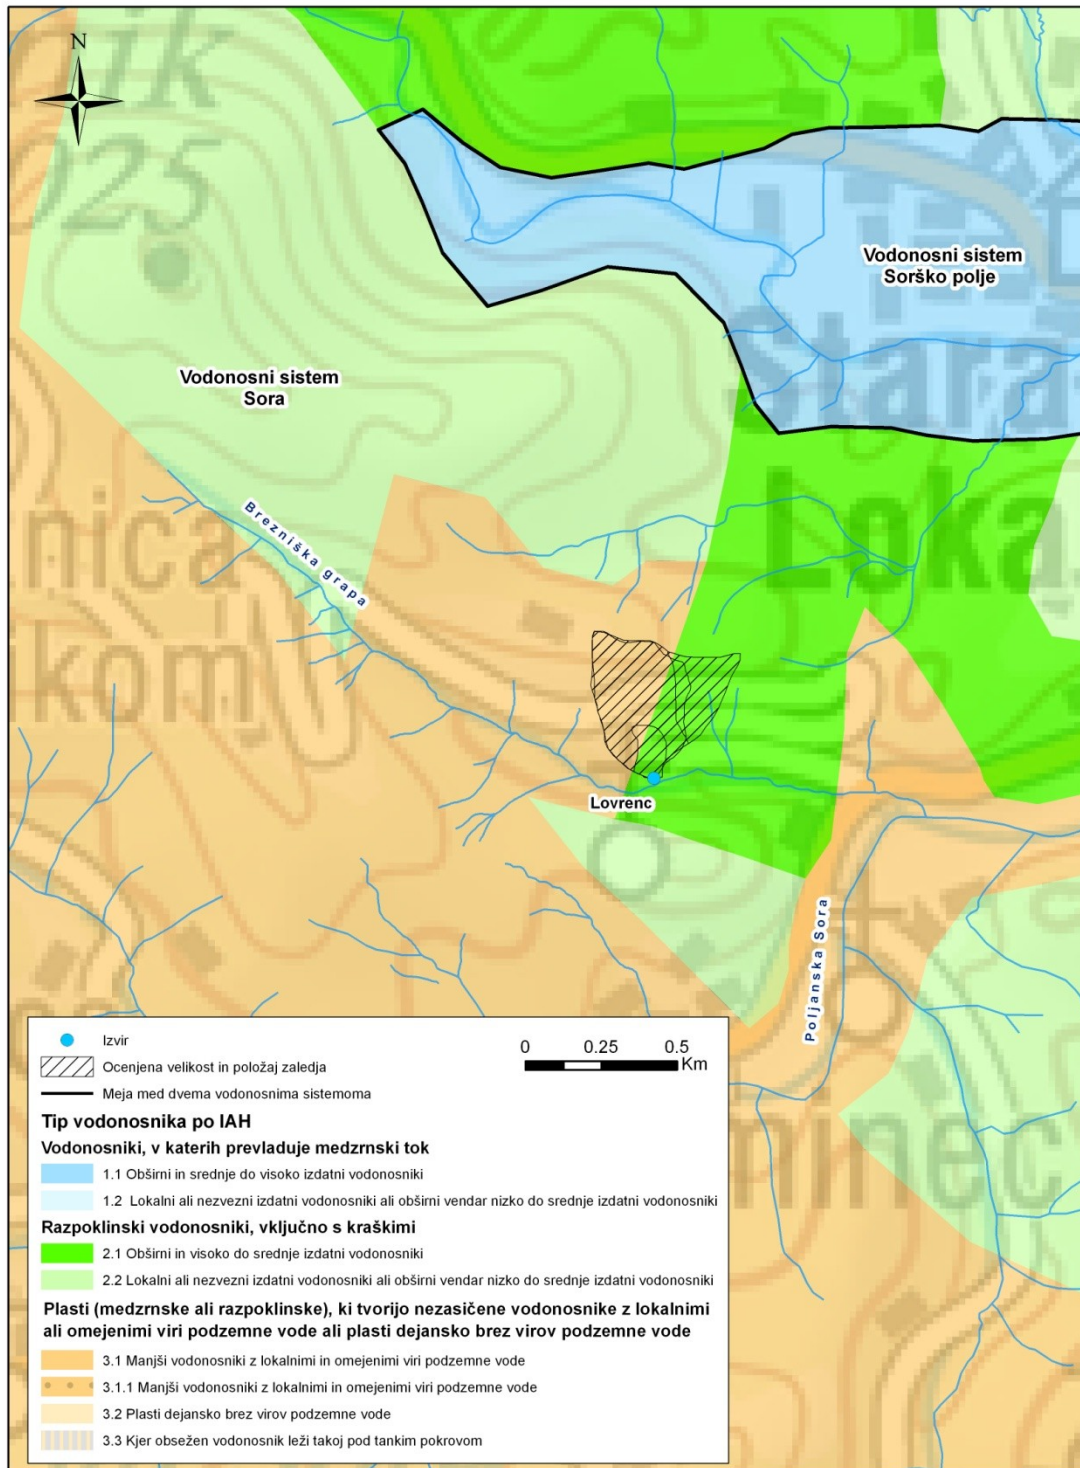 N
ik
025
Vodonosni sistem
Sorško polje
Stara
Vodonosni sistem
Sora
Loka
nica
Brezniška grapa
ikom
Lovrenc
Poljanska Sora
minec
Izvir
0 0.25 0.5
Km
Ocenjena velikost in položaj zaledja
Meja med dvema vodonosnima sistemoma
Tip vodonosnika po IAH
Vodonosniki, v katerih prevladuje medzrnski tok
1.1 Obširni in srednje do visoko izdatni vodonosniki
1.2 Lokalni ali nezvezni izdatni vodonosniki ali obširni vendar nizko do srednje izdatni vodonosniki
Razpoklinski vodonosniki, vključno s kraškimi
2.1 Obširni in visoko do srednje izdatni vodonosniki
2.2 Lokalni ali nezvezni izdatni vodonosniki ali obširni vendar nizko do srednje izdatni vodonosniki
Plasti (medzrnske ali razpoklinske), ki tvorijo nezasičene vodonosnike z lokalnimi
ali omejenimi viri podzemne vode ali plasti dejansko brez virov podzemne vode
3.1 Manjši vodonosniki z lokalnimi in omejenimi viri podzemne vode
3.1.1 Manjši vodonosniki z lokalnimi in omejenimi viri podzemne vode
3.2 Plasti dejansko brez virov podzemne vode
3.3 Kjer obsežen vodonosnik leži takoj pod tankim pokrovom